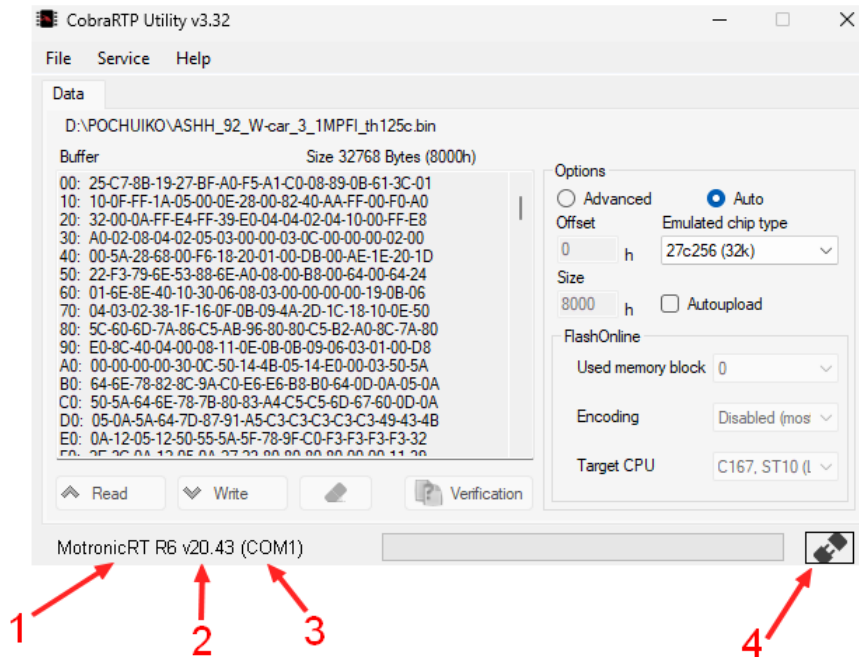 CobraRTP Utility v3.32
File Service Help
Data
D:\POCHUIKO\ASHH_92_W-car_3_1MPFI_th125c.bin
Buffer Size 32768 Bytes (8000h)
00: 25-C7-8B-19-27-BF-A0-F5-A1-C0-08-89-0B-61-3C-01
10: 10-0F-FF-1A-05-00-0E-28-00-82-40-AA-FF-00-F0-A0
20: 32-00-0A-FF-E4-FF-39-E0-04-04-02-04-10-00-FF-E8
30: A0-02-08-04-02-05-03-00-00-03-0C-00-00-00-02-00
40: 00-5A-28-68-00-F6-18-20-01-00-DB-00-AE-1E-20-1D
50: 22-F3-79-6E-53-88-6E-A0-08-00-B8-00-64-00-64-24
60: 01-6E-8E-40-10-30-06-08-03-00-00-00-00-19-0B-06
70: 04-03-02-38-1F-16-0F-0B-09-4A-2D-1C-18-10-0E-50
80: 5C-60-6D-7A-86-C5-AB-96-80-80-C5-B2-A0-8C-7A-80
90: E0-8C-40-04-00-08-11-0E-0B-0B-09-06-03-01-00-D8
A0: 00-00-00-00-30-0C-50-14-4B-05-14-E0-00-03-50-5A
B0: 64-6E-78-82-8C-9A-C0-E6-E6-B8-B0-64-0D-0A-05-0A
C0: 50-5A-64-6E-78-7B-80-83-A4-C5-C5-6D-67-60-0D-0A
D0: 05-0A-5A-64-7D-87-91-A5-C3-C3-C3-C3-C3-49-43-4B
E0: 0A-12-05-12-50-55-5A-5F-78-9F-C0-F3-F3-F3-F3-32
Options
Advanced Auto
Offset Emulated chip type
0 h 27c256 (32k)
Size
8000 h Autoupload
FlashOnline
Used memory block 0
Encoding Disabled (mos
Target CPU C167, ST10 (L
Read Write Verification
MotronicRT R6 v20.43 (COM1)
1 2 3 4